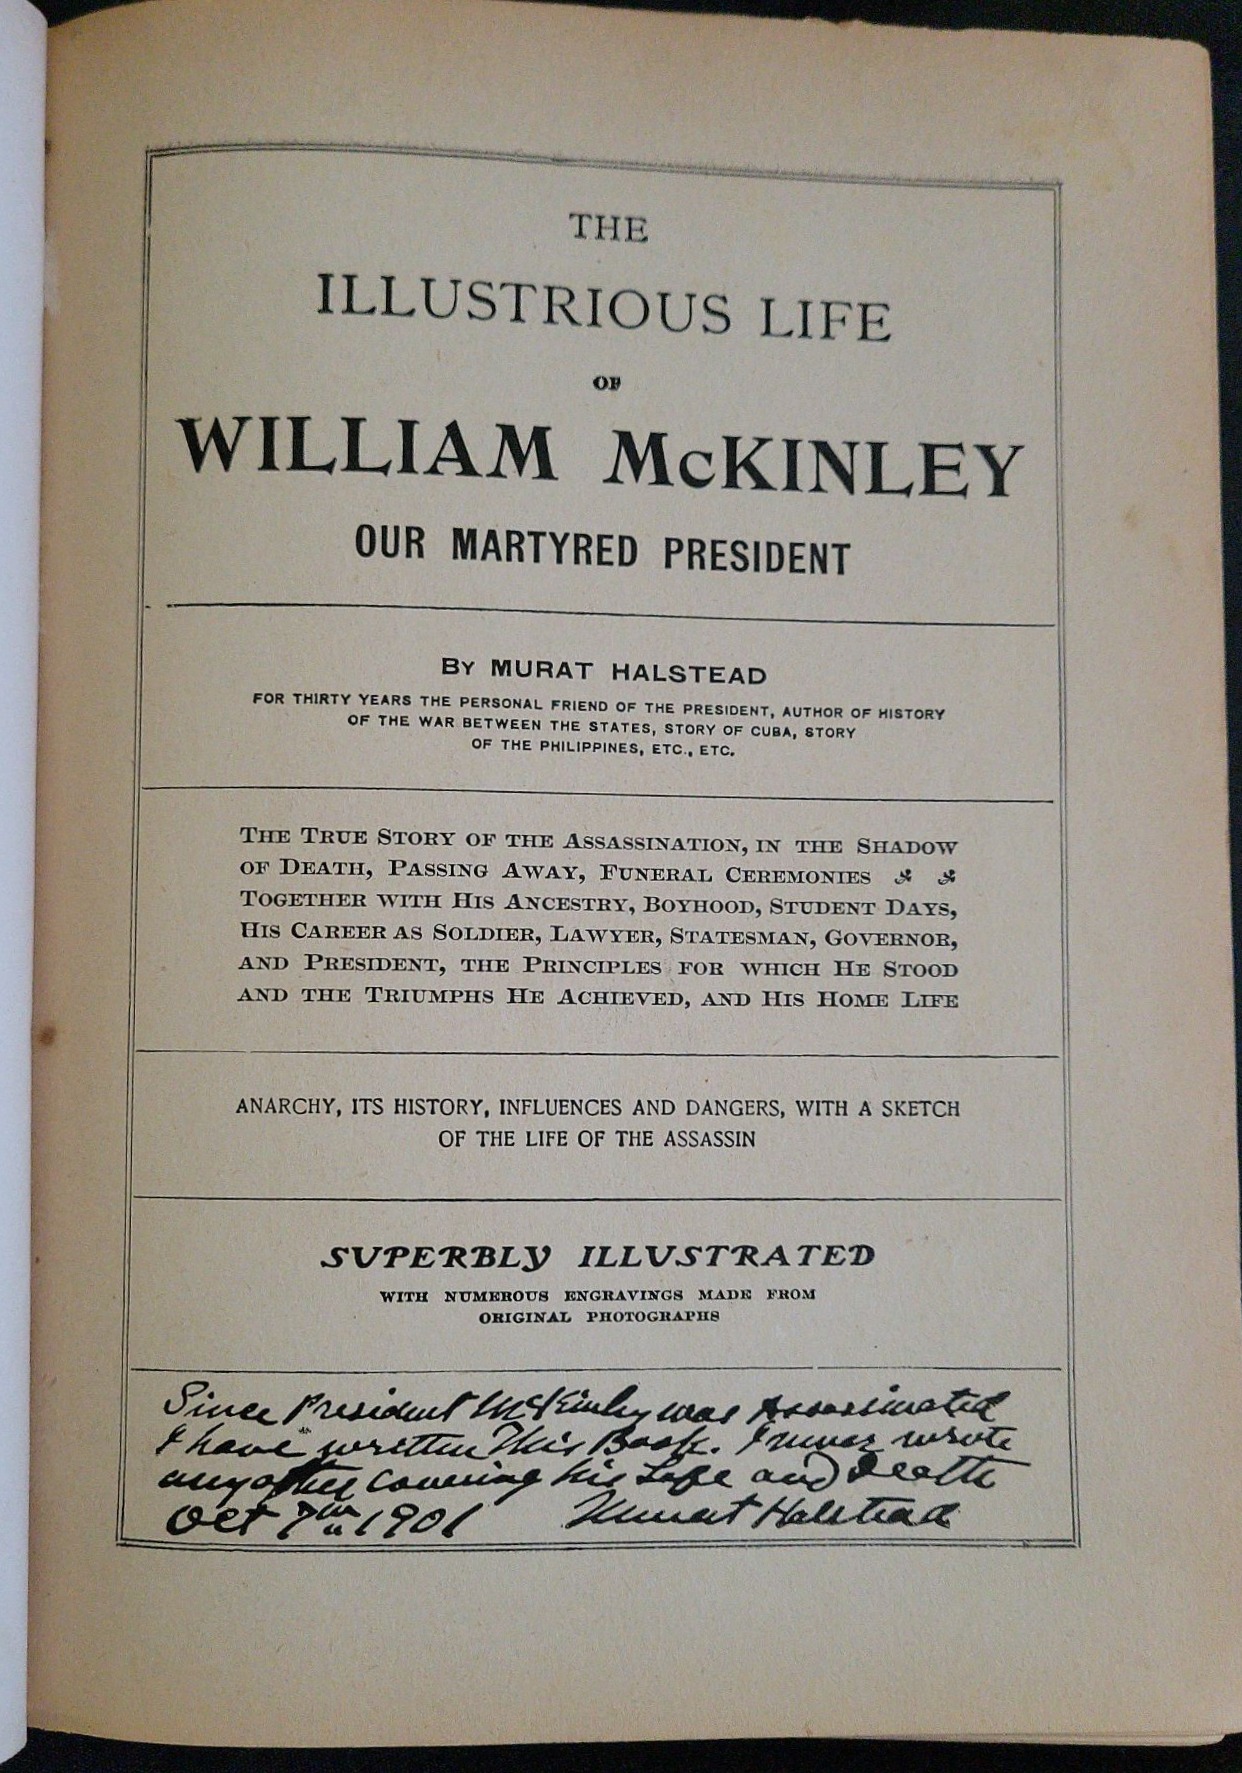 THE
ILLUSTRIOUS LIFE
OF
WILLIAM McKINLEY
OUR MARTYRED PRESIDENT
BY MURAT HALSTEAD
FOR THIRTY YEARS THE PERSONAL FRIEND OF THE PRESIDENT, AUTHOR OF HISTORY
OF THE WAR BETWEEN THE STATES, STORY OF CUBA, STORY
OF THE PHILIPPINES, ETC., ETC.
THE TRUE STORY OF THE ASSASSINATION, IN THE SHADOW
OF DEATH, PASSING AWAY, FUNERAL CEREMONIES
TOGETHER WITH HIS ANCESTRY, BOYHOOD, STUDENT DAYS,
HIS CAREER AS SOLDIER, LAWYER, STATESMAN, GOVERNOR,
AND PRESIDENT, THE PRINCIPLES FOR WHICH HE STOOD
AND THE TRIUMPHS HE ACHIEVED, AND HIS HOME LIFE
ANARCHY, ITS HISTORY, INFLUENCES AND DANGERS, WITH A SKETCH
OF THE LIFE OF THE ASSASSIN
SUPERBLY ILLUSTRATED
WITH NUMEROUS ENGRAVINGS MADE FROM
ORIGINAL PHOTOGRAPHS
Since President McKinley was Assassinated
I have written This Book. I never wrote
any other covering his Life and Death
Oct 7th 1901 Murat Halstead